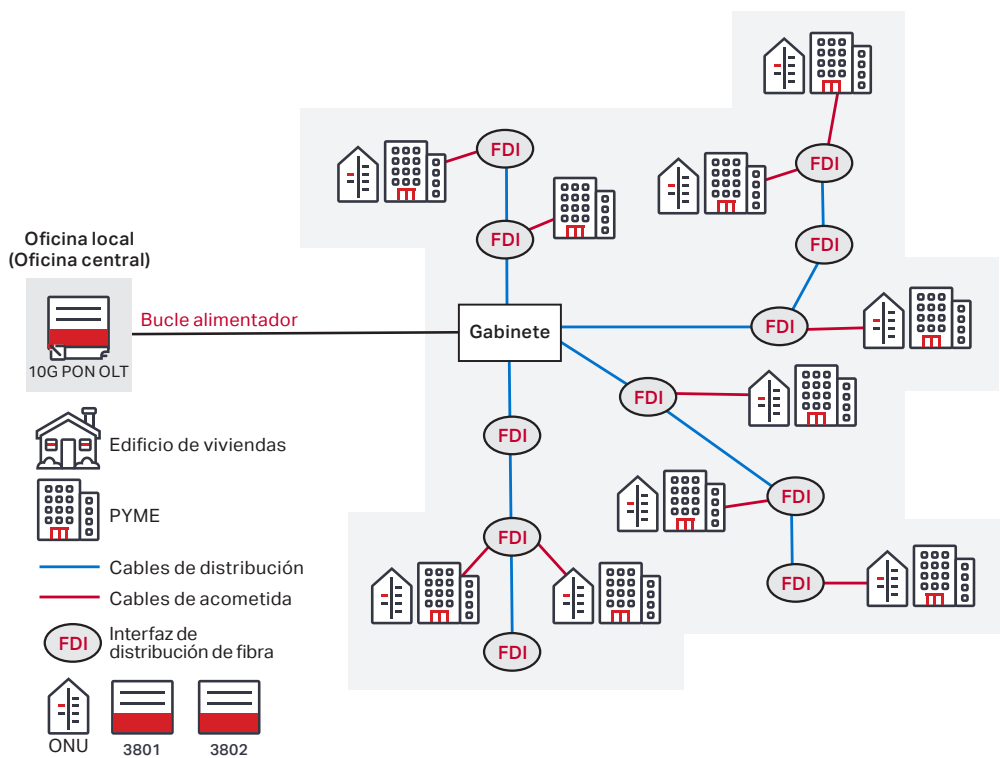 Oficina local
(Oficina central)
10G PON OLT
Bucle alimentador
Gabinete
FDI
FDI
FDI
FDI
FDI
FDI
FDI
FDI
FDI
FDI
FDI
Edificio de viviendas
PYME
Cables de distribución
Cables de acometida
FDI
Interfaz de
distribución de fibra
ONU
3801
3802